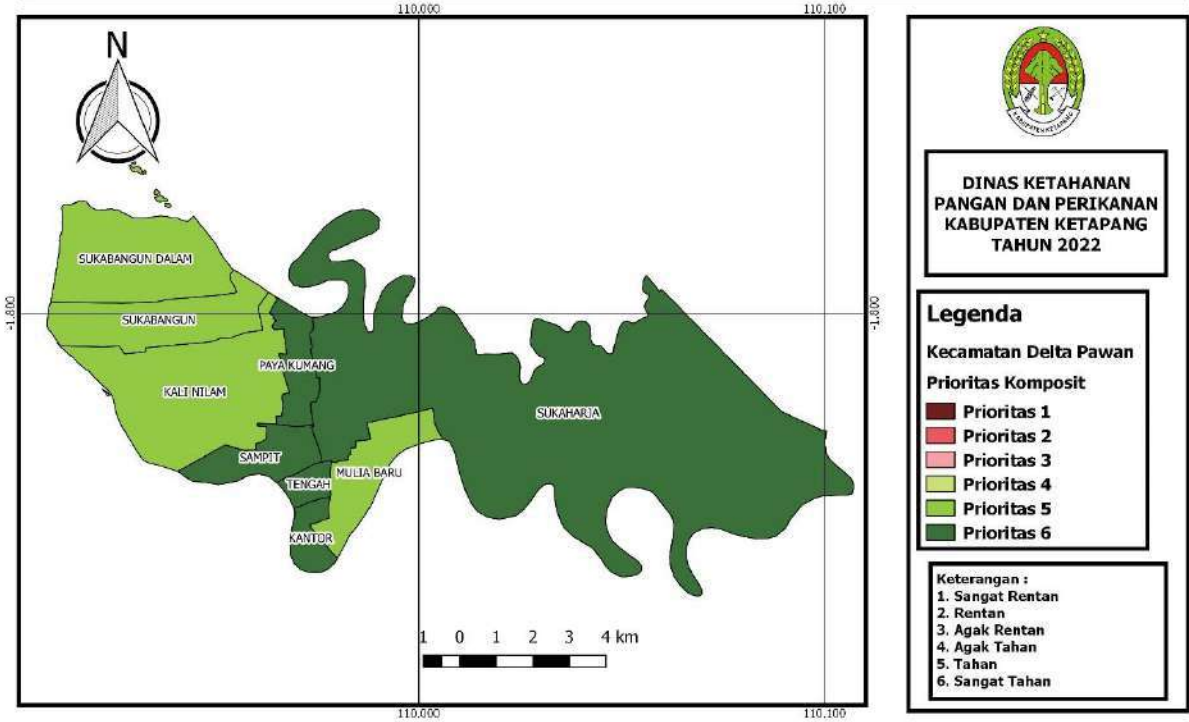 110.000
110.100
N
-1.800
-1.800
SUKABANGUN DALAM
SUKABANGUN
PAYA KUMANG
KALI NILAM
SUKAHARJA
SAMPIT
MULIA BARU
TENGAH
KANTOR
1 0 1 2 3 4 km
110.000
110.100
KABUPATEN KETAPANG
DINAS KETAHANAN
PANGAN DAN PERIKANAN
KABUPATEN KETAPANG
TAHUN 2022
Legenda
Kecamatan Delta Pawan
Prioritas Komposit
Prioritas 1
Prioritas 2
Prioritas 3
Prioritas 4
Prioritas 5
Prioritas 6
Keterangan :
1. Sangat Rentan
2. Rentan
3. Agak Rentan
4. Agak Tahan
5. Tahan
6. Sangat Tahan